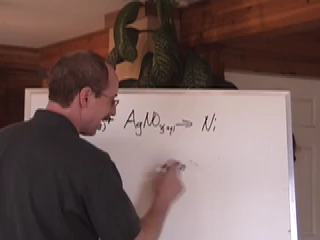 + AgNO₃(aq) → Ni